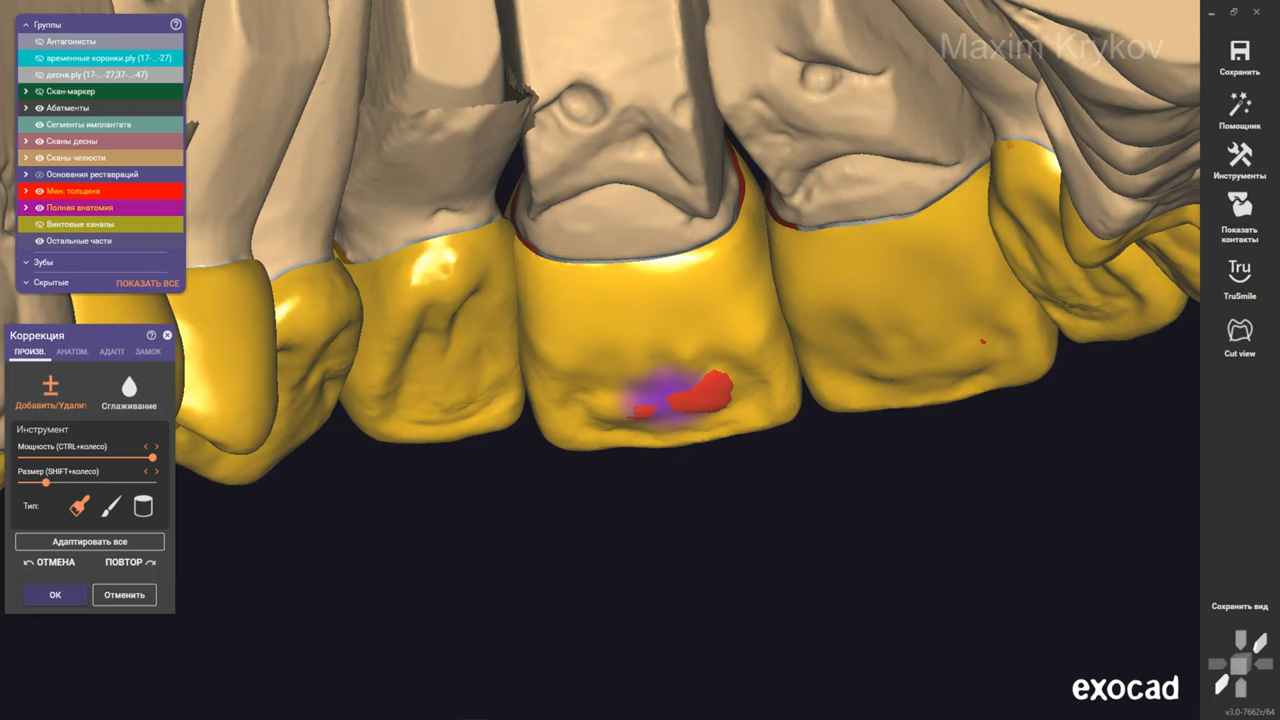 Группы
Антагонисты
временные коронки.ply (17-...-27)
десна.ply (17-...-27,37-...-47)
Скан-маркер
Абатменты
Сегменты имплантата
Сканы десны
Сканы челюсти
Основания реставраций
Мин. толщина
Полная анатомия
Винтовые каналы
Остальные части
Зубы
Скрытые ПОКАЗАТЬ ВСЕ
Коррекция
ПРОИЗВ. АНАТОМ. АДАПТ ЗАМОК
Добавить/Удалит Сглаживание
Инструмент
Мощность (CTRL+колесо)
Размер (SHIFT+колесо)
Тип:
Адаптировать все
ОТМЕНА ПОВТОР
ОК Отменить
Maxim Krykov
Сохранить
Помощник
Инструменты
Показать
контакты
Tru
TruSmile
Cut view
Сохранить вид
exocad
v3.0-7662r/64